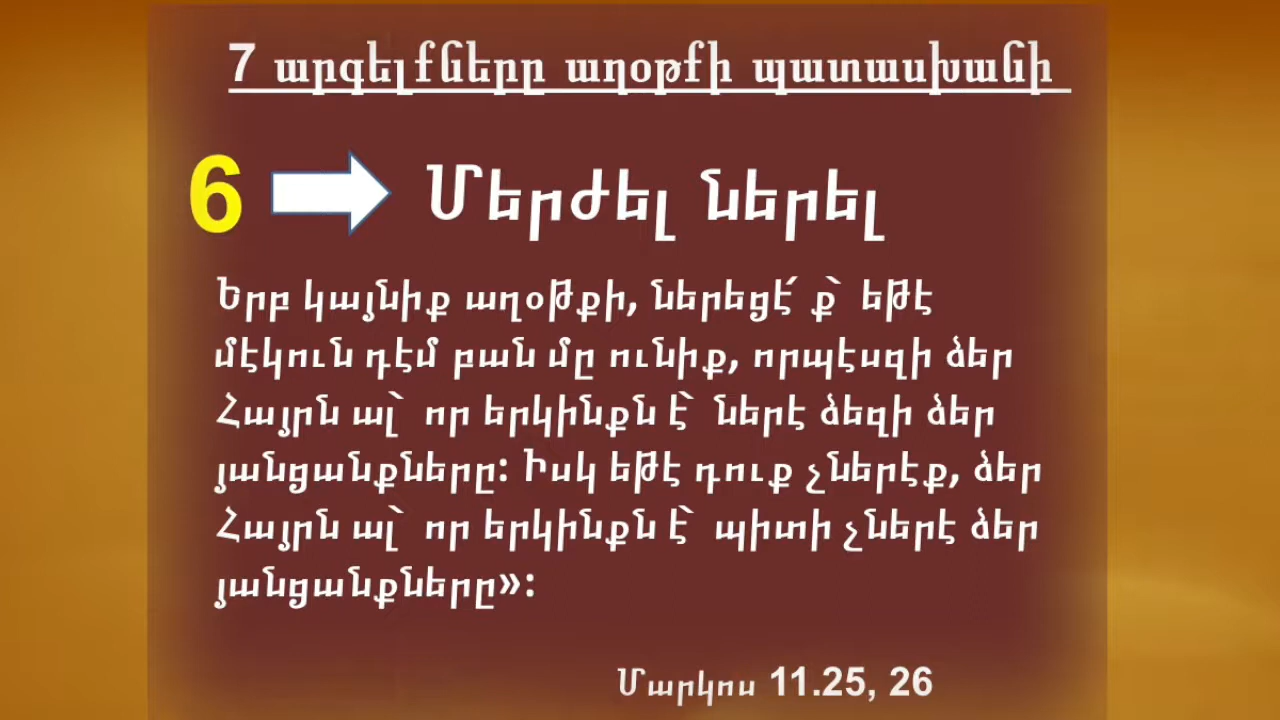 7 արգելքները աղօթքի պատասխանի
6 Մերժել ներել
Երբ կայնիք աղօթքի, ներեցէ՛ ք՝ եթէ
մէկուն դէմ բան մը ունիք, որպէսզի ձեր
Հայրն ալ՝ որ երկինքն է՝ ներէ ձեզի ձեր
յանցանքները: Իսկ եթէ դուք չներէք, ձեր
Հայրն ալ՝ որ երկինքն է՝ պիտի չներէ ձեր
յանցանքները»:
Մարկոս 11.25, 26